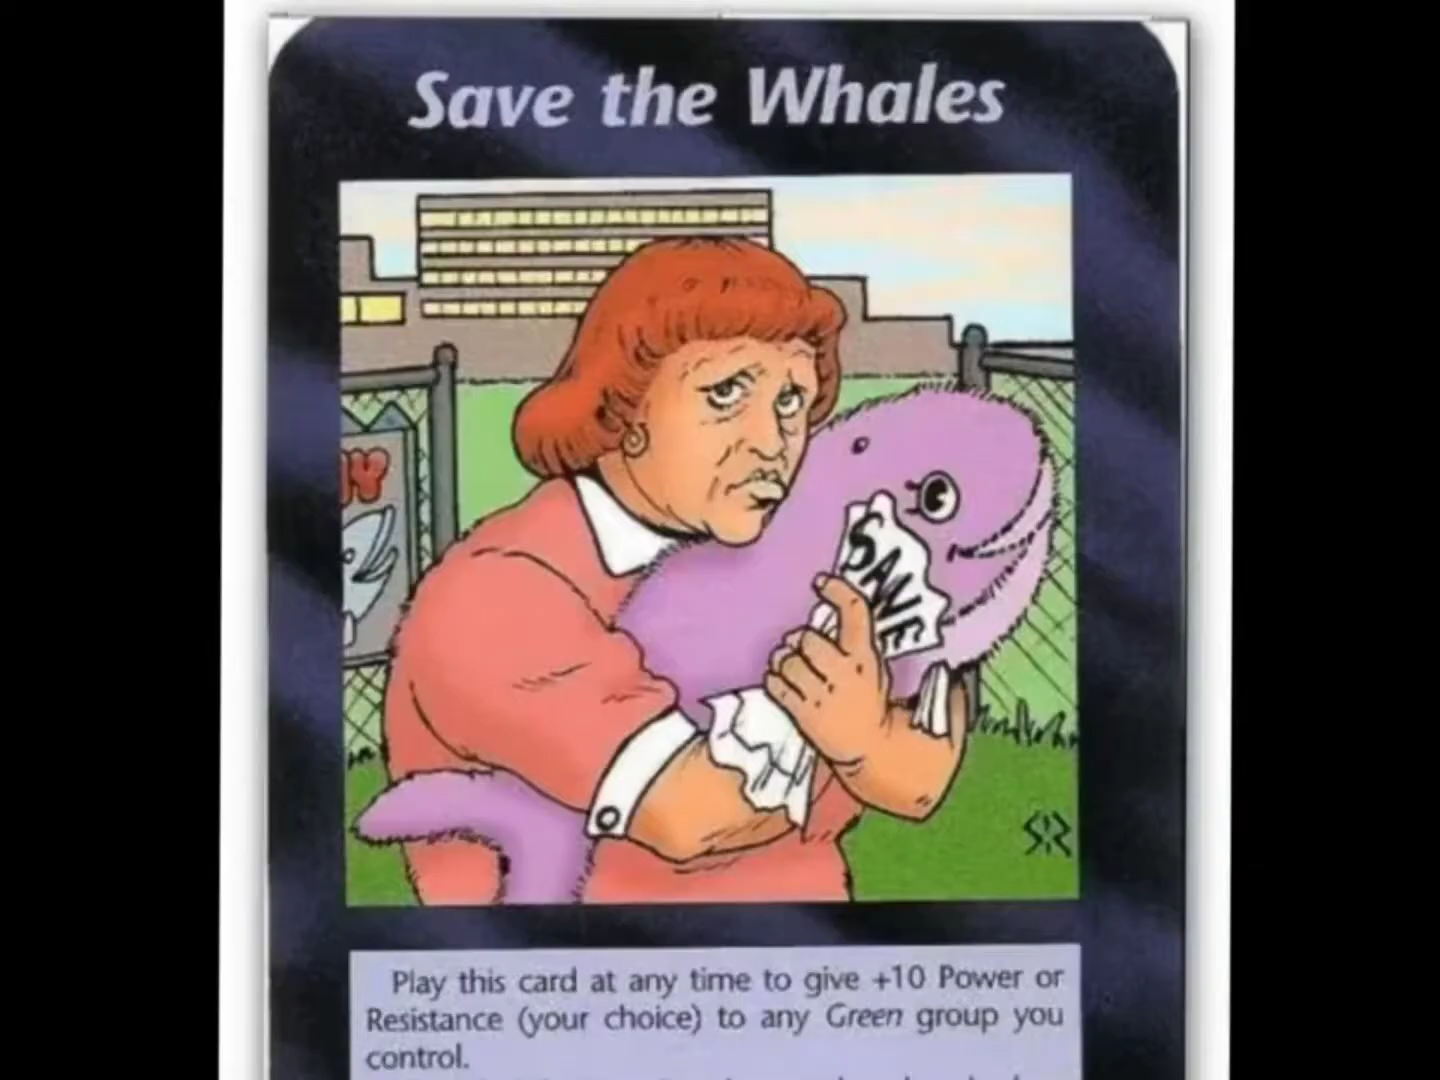 Save the Whales
SAVE
Play this card at any time to give +10 Power or
Resistance (your choice) to any Green group you
control.